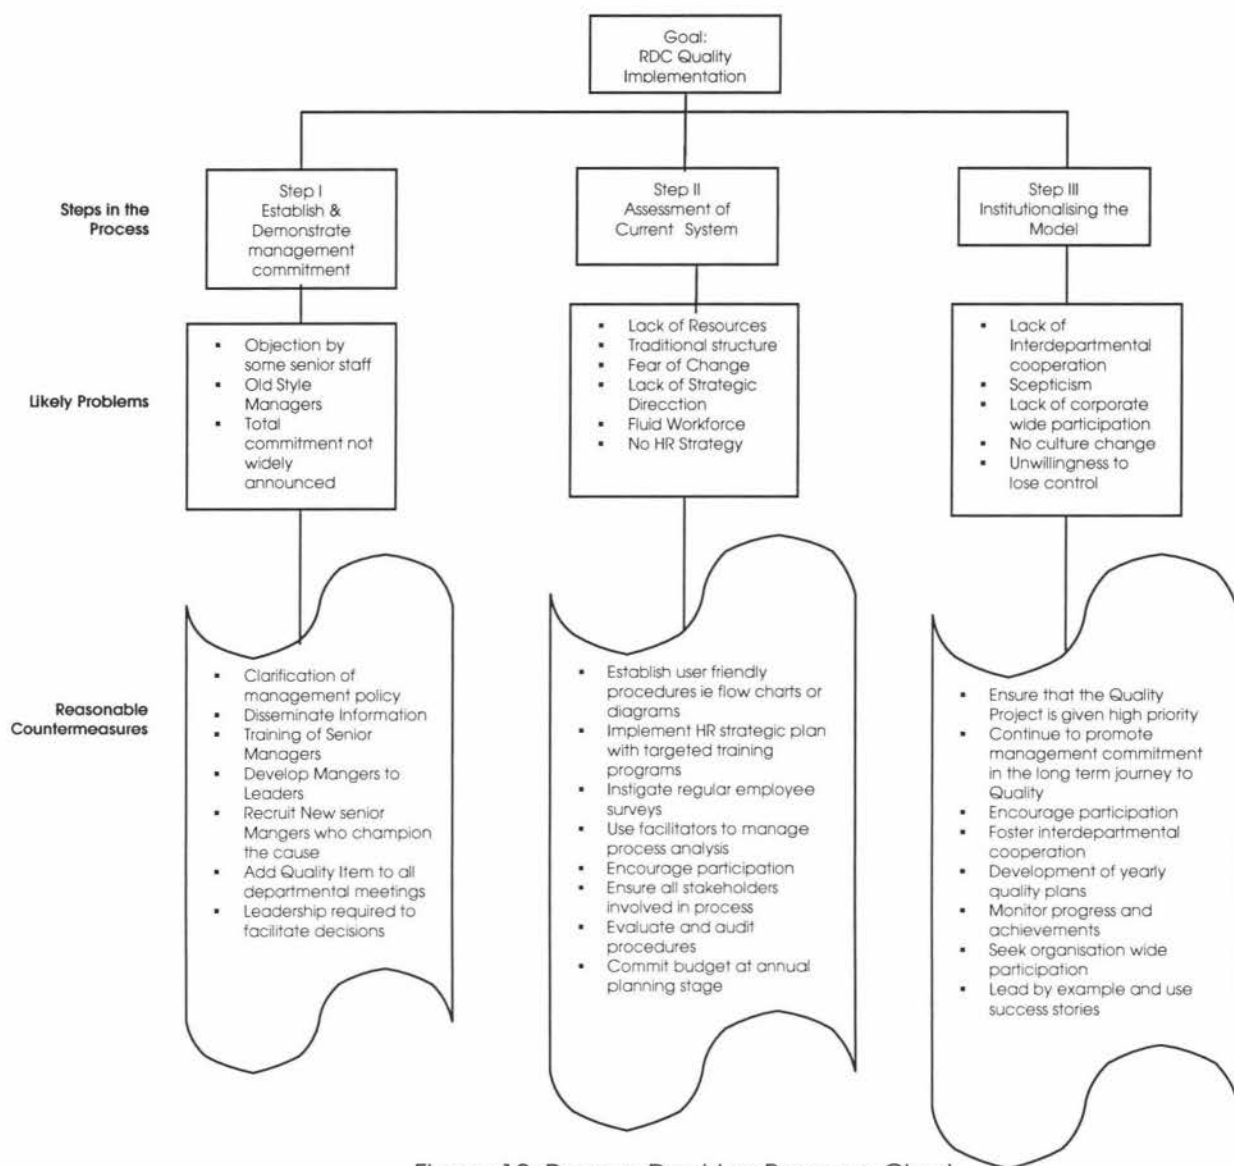 Goal:
RDC Quality
Implementation
Steps in the
Process
Step I
Establish &
Demonstrate
management
commitment
Step II
Assessment of
Current System
Step III
Institutionalising the
Model
Likely Problems
▪ Objection by
some senior staff
▪ Old Style
Managers
▪ Total
commitment not
widely
announced
▪ Lack of Resources
▪ Traditional structure
▪ Fear of Change
▪ Lack of Strategic
Direcction
▪ Fluid Workforce
▪ No HR Strategy
▪ Lack of
Interdepartmental
cooperation
▪ Scepticism
▪ Lack of corporate
wide participation
▪ No culture change
▪ Unwillingness to
lose control
Reasonable
Countermeasures
▪ Clarification of
management policy
▪ Disseminate Information
▪ Training of Senior
Managers
▪ Develop Mangers to
Leaders
▪ Recruit New senior
Mangers who champion
the cause
▪ Add Quality Item to all
departmental meetings
▪ Leadership required to
facilitate decisions
▪ Establish user friendly
procedures ie flow charts or
diagrams
▪ Implement HR strategic plan
with targeted training
programs
▪ Instigate regular employee
surveys
▪ Use facilitators to manage
process analysis
▪ Encourage participation
▪ Ensure all stakeholders
involved in process
▪ Evaluate and audit
procedures
▪ Commit budget at annual
planning stage
▪ Ensure that the Quality
Project is given high priority
▪ Continue to promote
management commitment
in the long term journey to
Quality
▪ Encourage participation
▪ Foster interdepartmental
cooperation
▪ Development of yearly
quality plans
▪ Monitor progress and
achievements
▪ Seek organisation wide
participation
▪ Lead by example and use
success stories